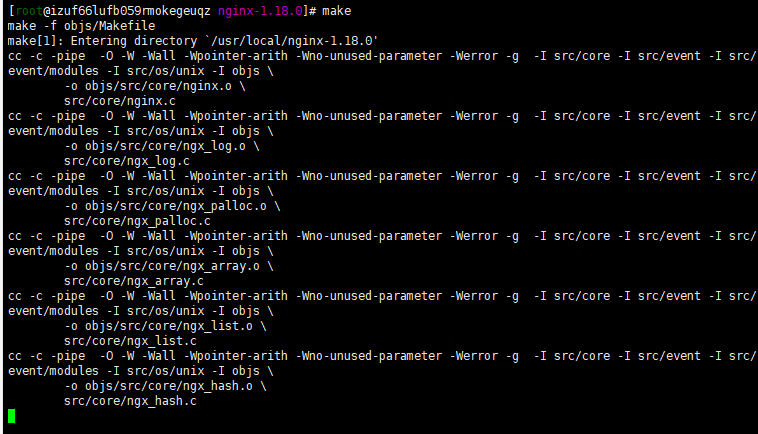 [root@izuf66lufb059rmokegeuqz nginx-1.18.0]# make
make -f objs/Makefile
make[1]: Entering directory `/usr/local/nginx-1.18.0'
cc -c -pipe  -O -W -Wall -Wpointer-arith -Wno-unused-parameter -Werror -g  -I src/core -I src/event -I src/
event/modules -I src/os/unix -I objs \
        -o objs/src/core/nginx.o \
        src/core/nginx.c
cc -c -pipe  -O -W -Wall -Wpointer-arith -Wno-unused-parameter -Werror -g  -I src/core -I src/event -I src/
event/modules -I src/os/unix -I objs \
        -o objs/src/core/ngx_log.o \
        src/core/ngx_log.c
cc -c -pipe  -O -W -Wall -Wpointer-arith -Wno-unused-parameter -Werror -g  -I src/core -I src/event -I src/
event/modules -I src/os/unix -I objs \
        -o objs/src/core/ngx_palloc.o \
        src/core/ngx_palloc.c
cc -c -pipe  -O -W -Wall -Wpointer-arith -Wno-unused-parameter -Werror -g  -I src/core -I src/event -I src/
event/modules -I src/os/unix -I objs \
        -o objs/src/core/ngx_array.o \
        src/core/ngx_array.c
cc -c -pipe  -O -W -Wall -Wpointer-arith -Wno-unused-parameter -Werror -g  -I src/core -I src/event -I src/
event/modules -I src/os/unix -I objs \
        -o objs/src/core/ngx_list.o \
        src/core/ngx_list.c
cc -c -pipe  -O -W -Wall -Wpointer-arith -Wno-unused-parameter -Werror -g  -I src/core -I src/event -I src/
event/modules -I src/os/unix -I objs \
        -o objs/src/core/ngx_hash.o \
        src/core/ngx_hash.c